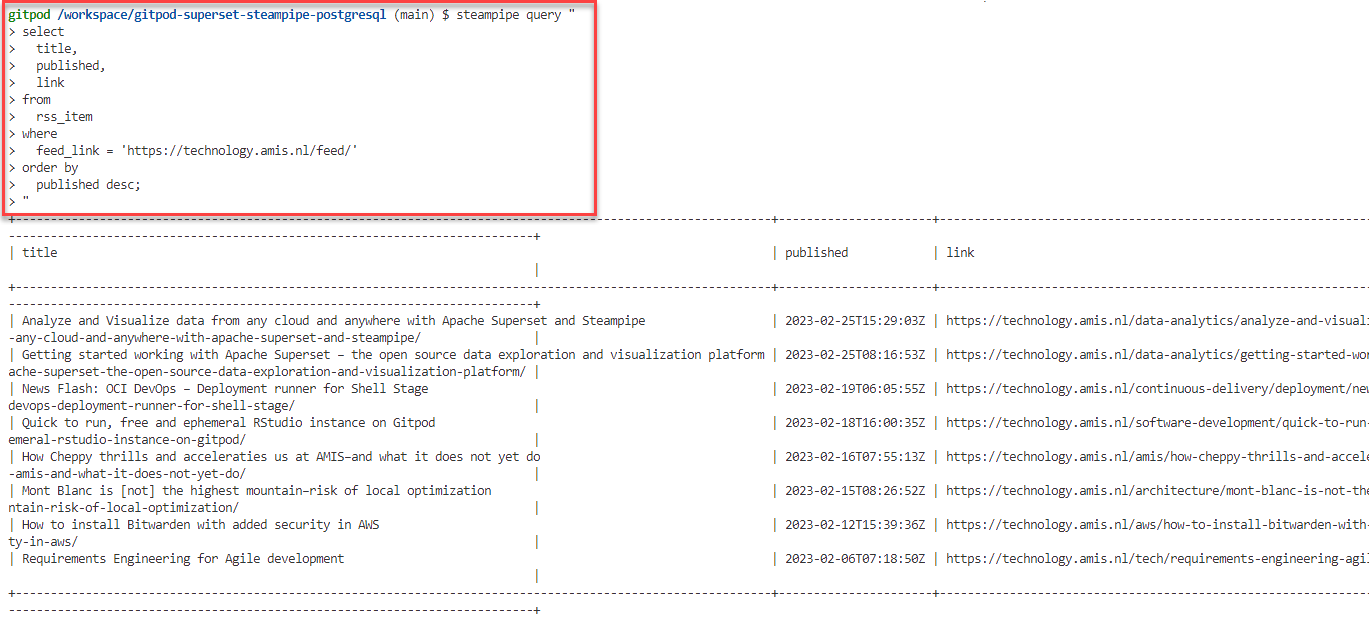 gitpod /workspace/gitpod-superset-steampipe-postgresql (main) $ steampipe query "
> select
>   title,
>   published,
>   link
> from
>   rss_item
> where
>   feed_link = 'https://technology.amis.nl/feed/'
> order by
>   published desc;
> "
| title | published | link
|
| Analyze and Visualize data from any cloud and anywhere with Apache Superset and Steampipe | 2023-02-25T15:29:03Z | https://technology.amis.nl/data-analytics/analyze-and-visuali
-any-cloud-and-anywhere-with-apache-superset-and-steampipe/ |
| Getting started working with Apache Superset – the open source data exploration and visualization platform | 2023-02-25T08:16:53Z | https://technology.amis.nl/data-analytics/getting-started-wor
ache-superset-the-open-source-data-exploration-and-visualization-platform/ |
| News Flash: OCI DevOps – Deployment runner for Shell Stage | 2023-02-19T06:05:55Z | https://technology.amis.nl/continuous-delivery/deployment/new
devops-deployment-runner-for-shell-stage/ |
| Quick to run, free and ephemeral RStudio instance on Gitpod | 2023-02-18T16:00:35Z | https://technology.amis.nl/software-development/quick-to-run-
emeral-rstudio-instance-on-gitpod/ |
| How Cheppy thrills and acceleraties us at AMIS–and what it does not yet do | 2023-02-16T07:55:13Z | https://technology.amis.nl/amis/how-cheppy-thrills-and-accele
-amis-and-what-it-does-not-yet-do/ |
| Mont Blanc is [not] the highest mountain–risk of local optimization | 2023-02-15T08:26:52Z | https://technology.amis.nl/architecture/mont-blanc-is-not-the
ntain-risk-of-local-optimization/ |
| How to install Bitwarden with added security in AWS | 2023-02-12T15:39:36Z | https://technology.amis.nl/aws/how-to-install-bitwarden-with-
ty-in-aws/ |
| Requirements Engineering for Agile development | 2023-02-06T07:18:50Z | https://technology.amis.nl/tech/requirements-engineering-agil
|